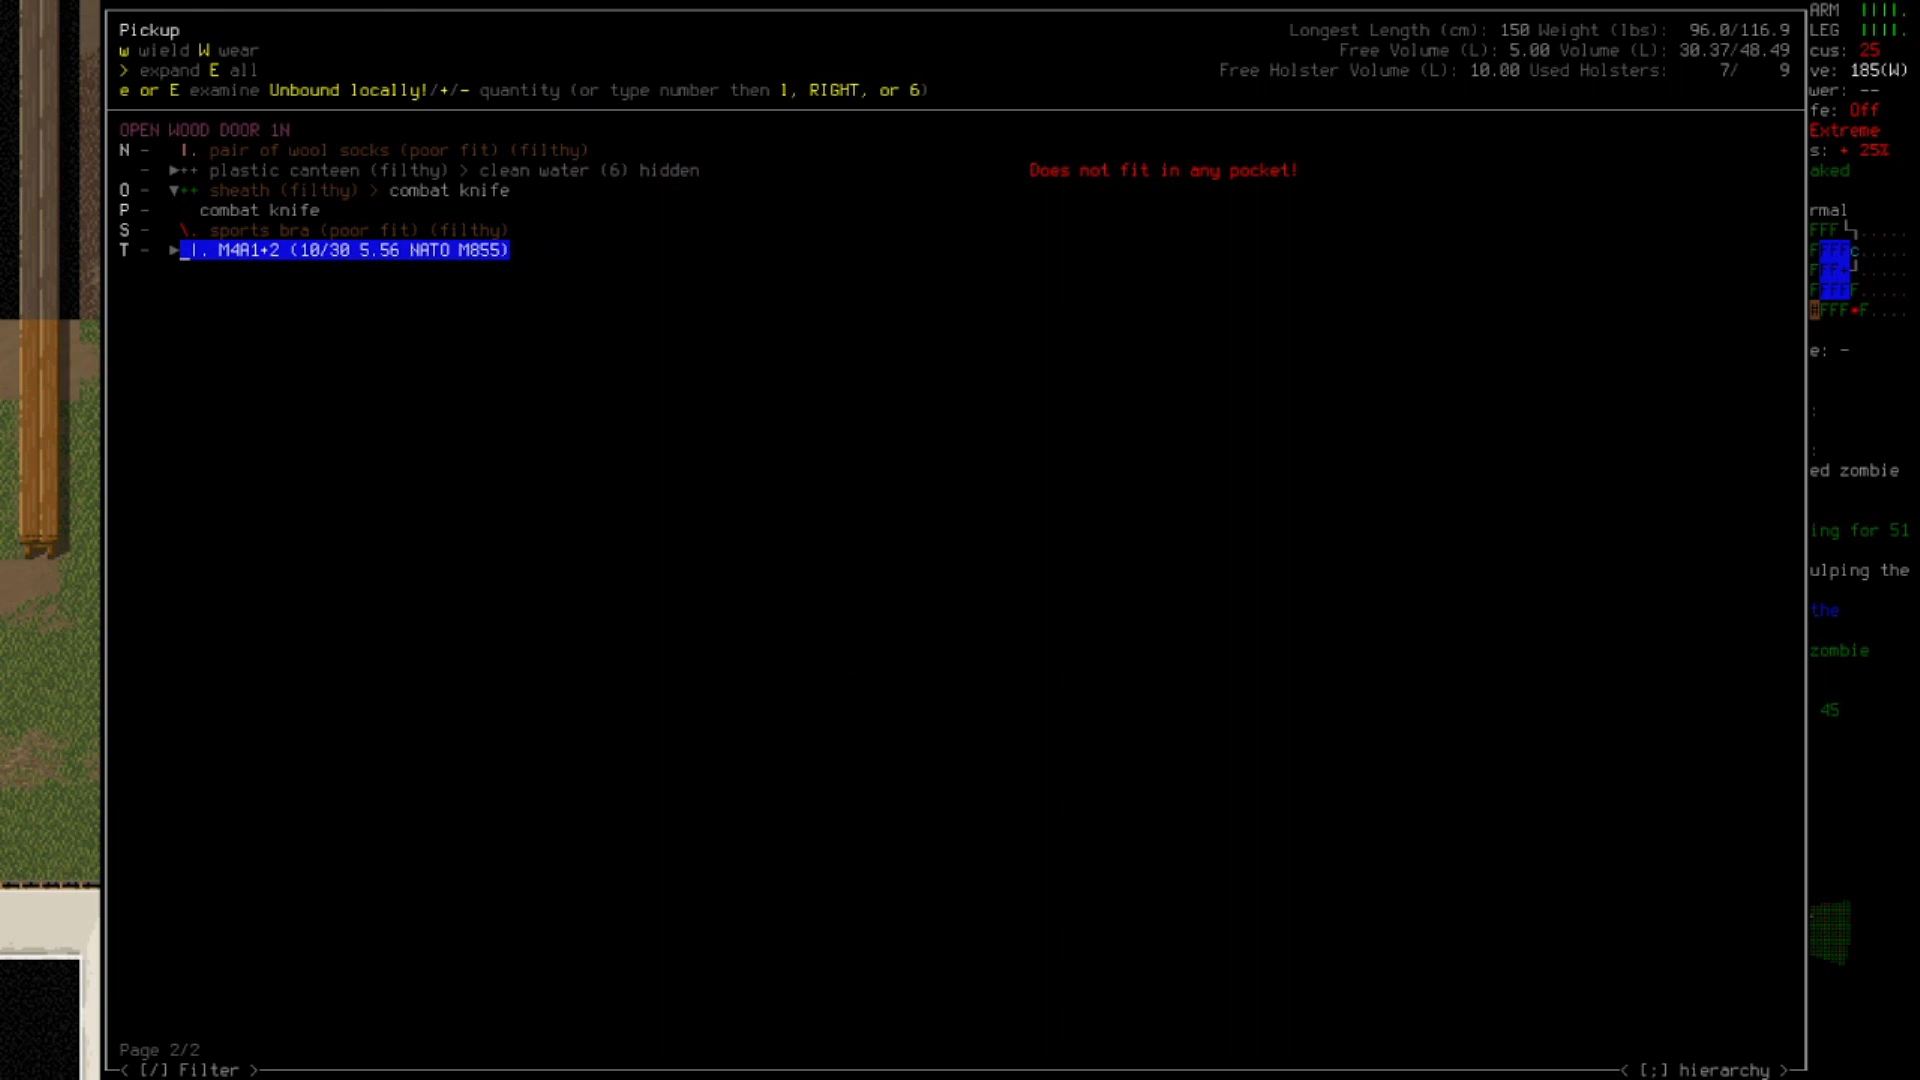 Pickup
w wield W wear
> expand E all
e or E examine Unbound locally!/+/- quantity (or type number then l, RIGHT, or 6)
Longest Length (cm): 150 Weight (lbs): 96.0/116.9
Free Volume (L): 5.00 Volume (L): 30.37/48.49
Free Holster Volume (L): 10.00 Used Holsters: 7/ 9
OPEN WOOD DOOR 1N
N - |. pair of wool socks (poor fit) (filthy)
- ▶++ plastic canteen (filthy) > clean water (6) hidden Does not fit in any pocket!
O - ▼++ sheath (filthy) > combat knife
P - combat knife
S - \. sports bra (poor fit) (filthy)
T - ▶_|. M4A1+2 (10/30 5.56 NATO M855)
Page 2/2
< [/] Filter >
< [;] hierarchy >
ARM ||||.
LEG ||||.
cus: 25
ve: 185(W)
wer: --
fe: Off
Extreme
s: + 25%
aked
rmal
FFF
FFFFc
FFF+
FFFFF
HFFF*F....
e: -
:
:
ed zombie
ing for 51
ulping the
the
zombie
45